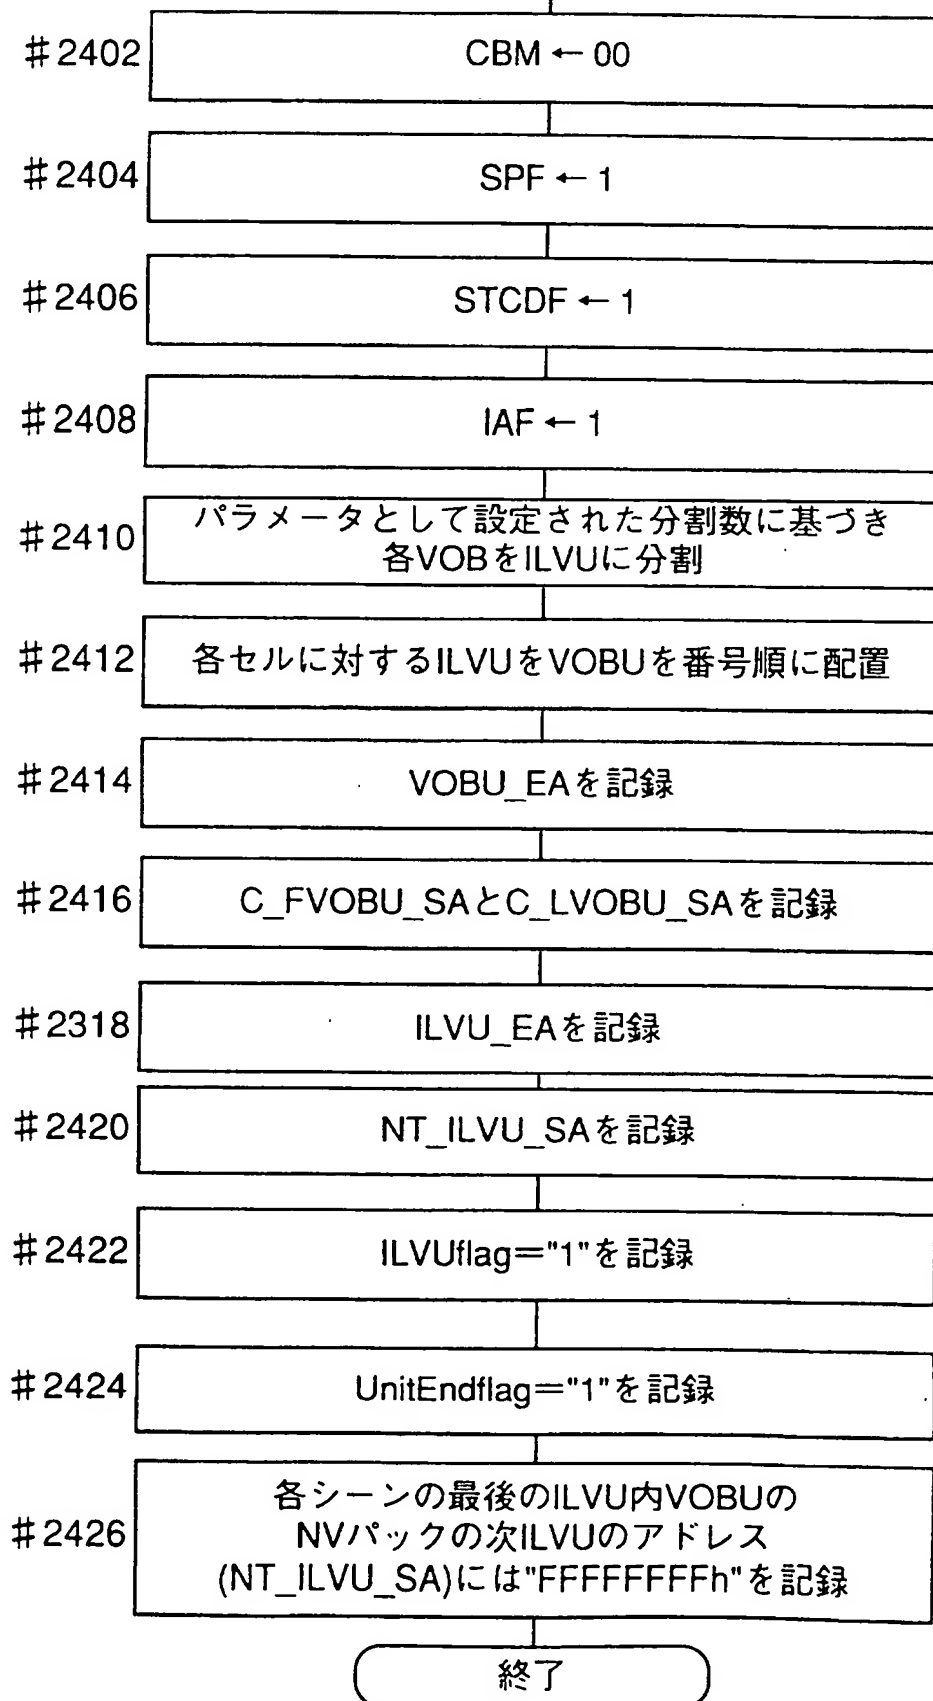 #2402 CBM ← 00
#2404 SPF ← 1
#2406 STCDF ← 1
#2408 IAF ← 1
#2410 パラメータとして設定された分割数に基づき
各VOBをILVUに分割
#2412 各セルに対するILVUをVOBUを番号順に配置
#2414 VOBU_EAを記録
#2416 C_FVOBU_SAとC_LVOBU_SAを記録
#2318 ILVU_EAを記録
#2420 NT_ILVU_SAを記録
#2422 ILVUflag="1"を記録
#2424 UnitEndflag="1"を記録
#2426 各シーンの最後のILVU内VOBUの
NVパックの次ILVUのアドレス
(NT_ILVU_SA)には"FFFFFFFFh"を記録
終了